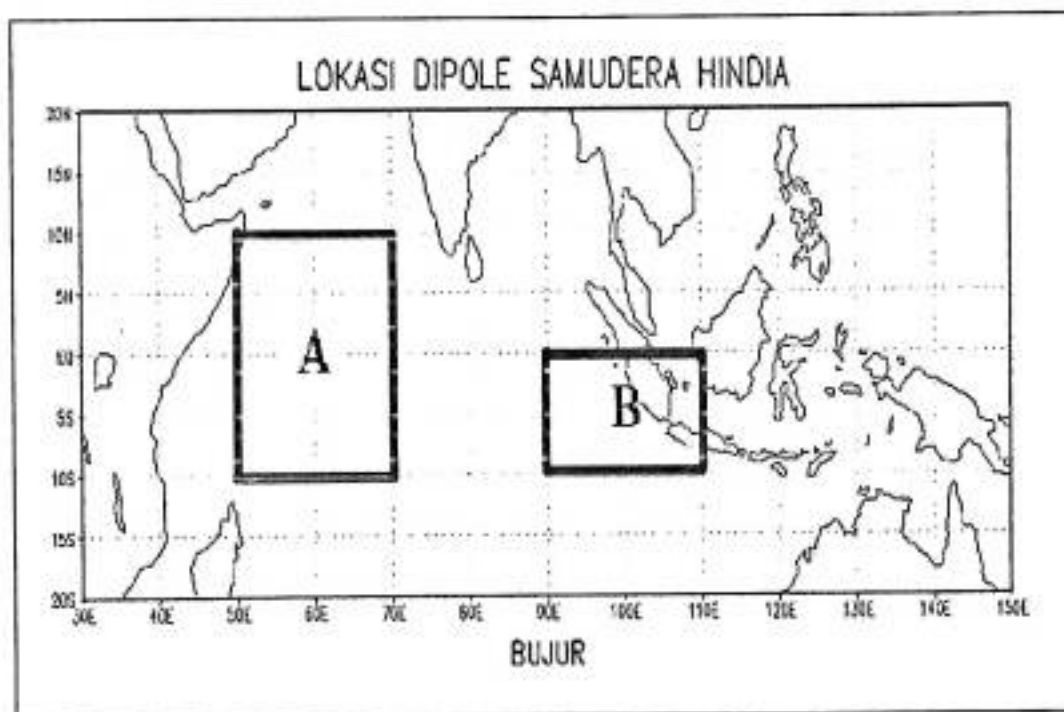 LOKASI DIPOLE SAMUDERA HINDIA
20N
15N
10N
5N
EQ
5S
10S
15S
20S
A
B
30E 40E 50E 60E 70E 80E 90E 100E 110E 120E 130E 140E 150E
BUJUR